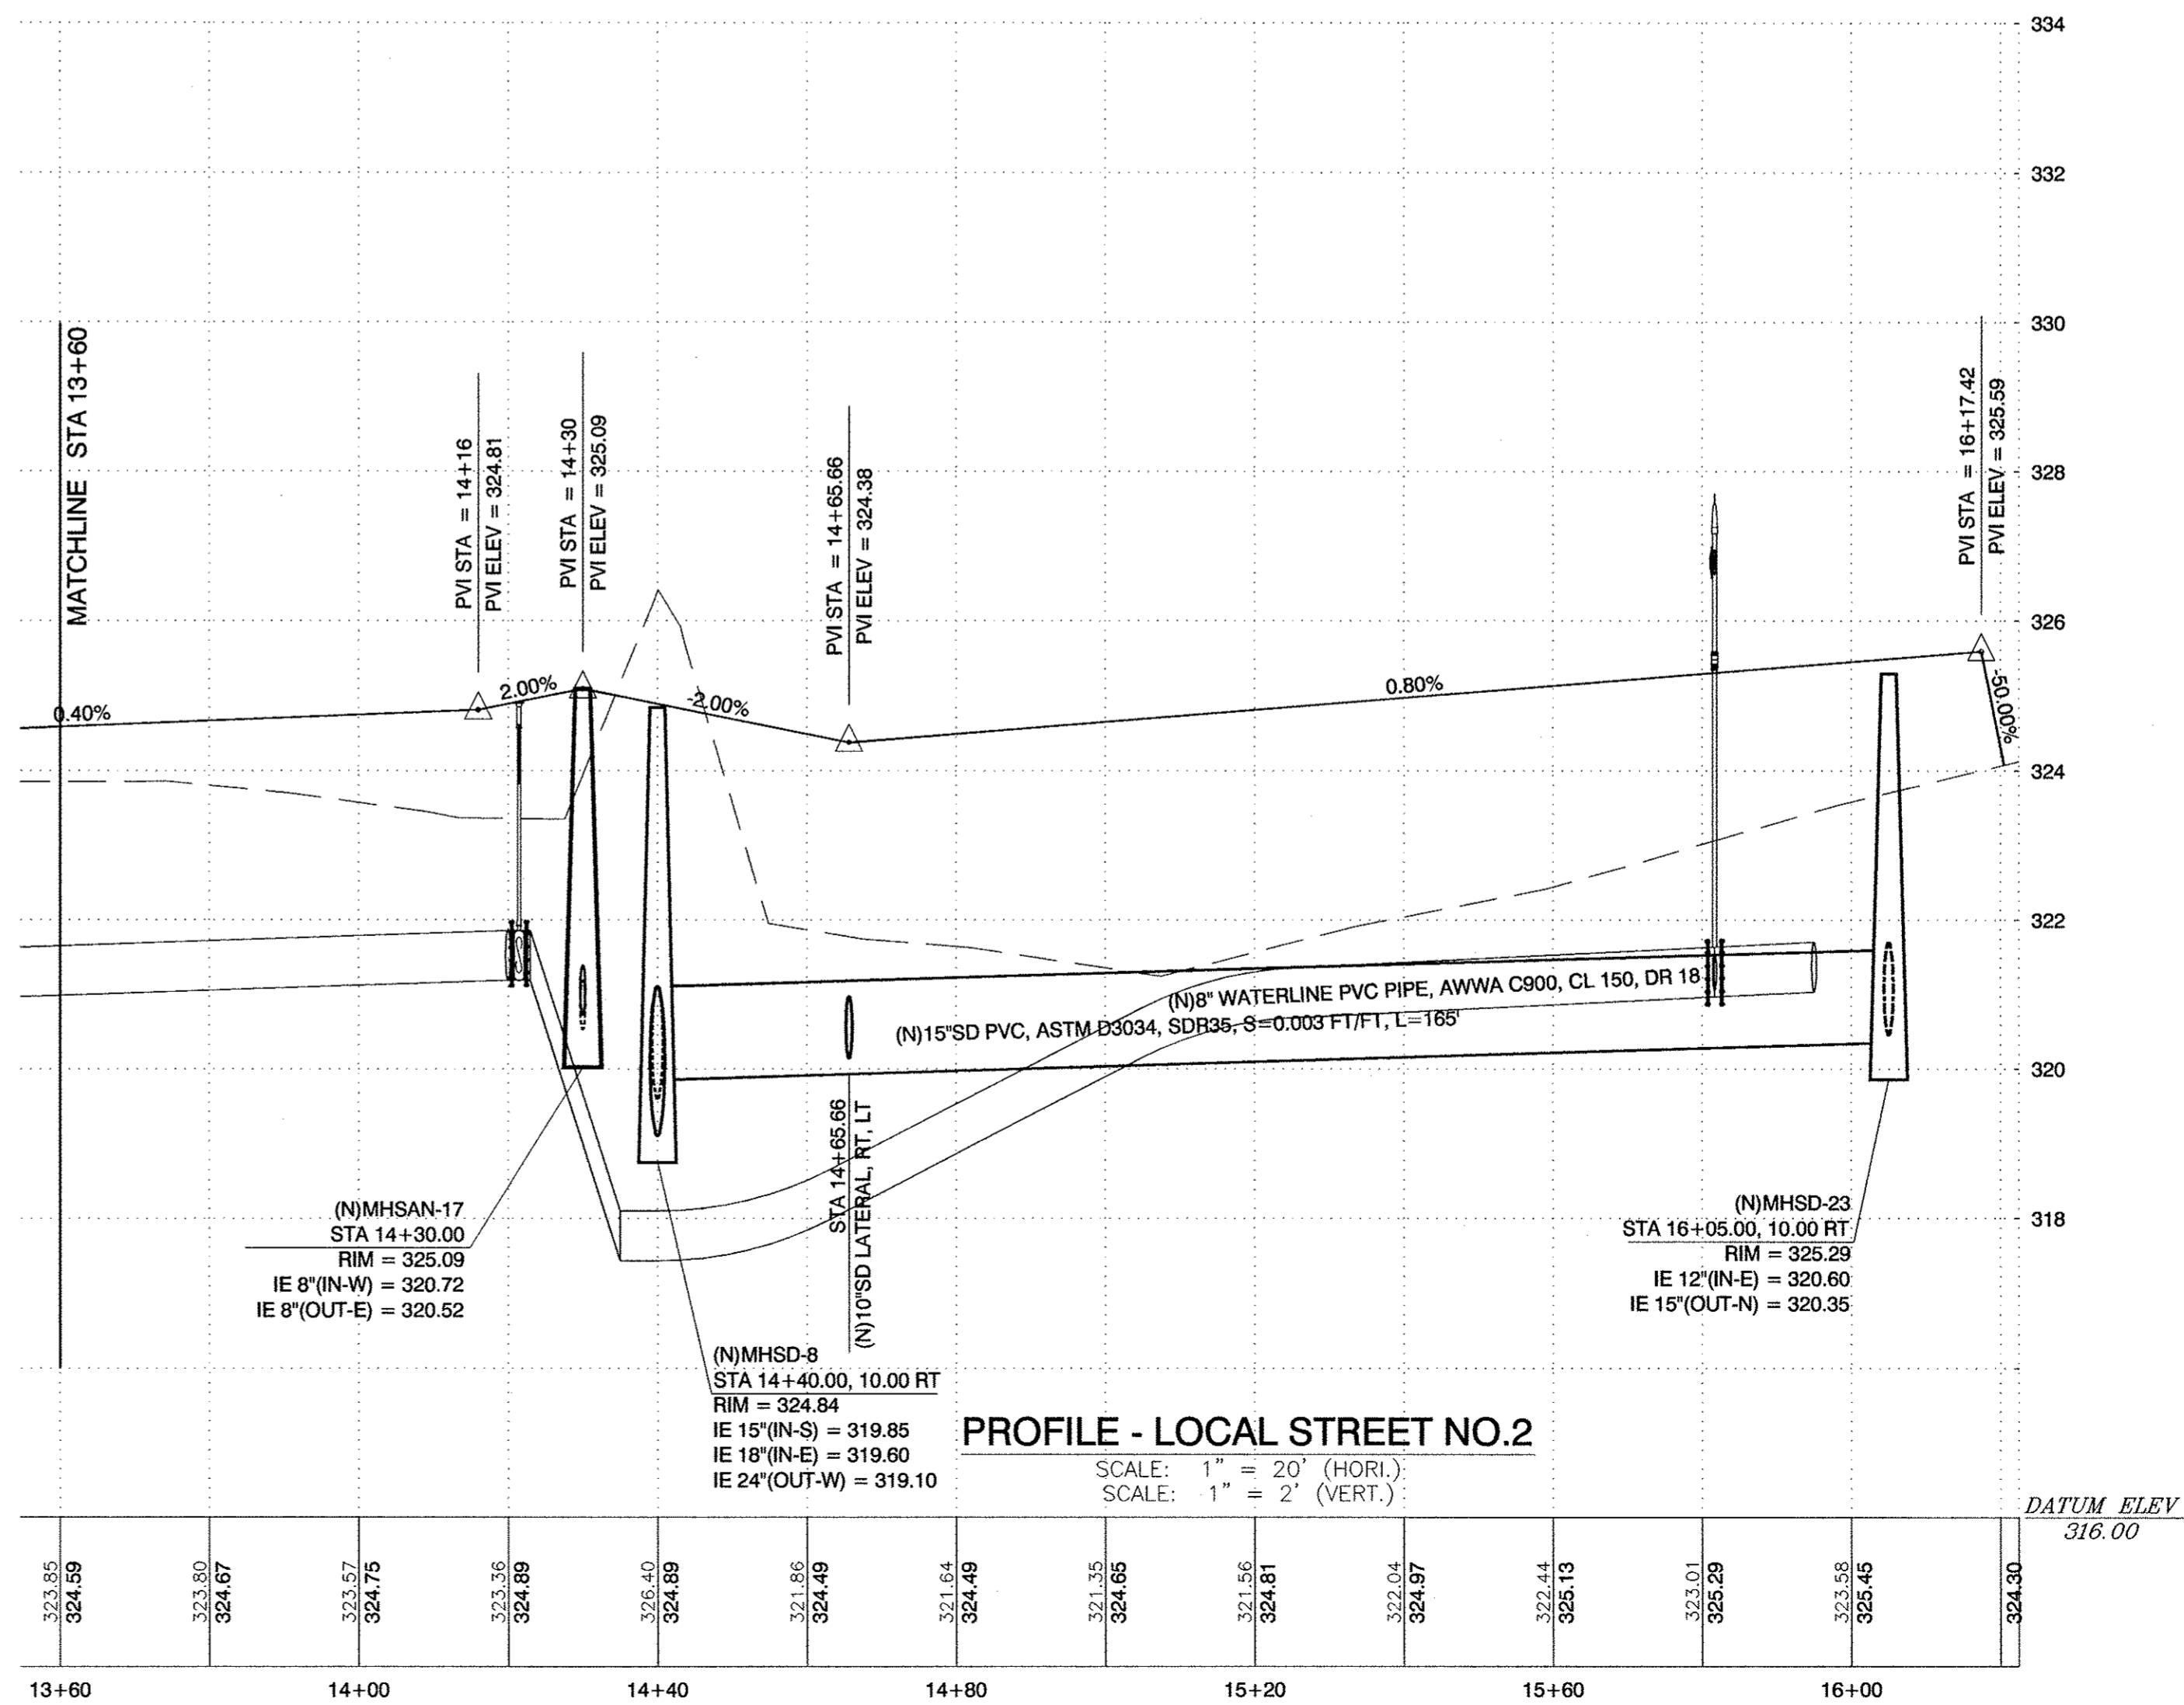 334
332
330
328
326
324
322
320
318
MATCHLINE STA 13+60
PVI STA = 14+16
PVI ELEV = 324.81
PVI STA = 14+30
PVI ELEV = 325.09
PVI STA = 14+65.66
PVI ELEV = 324.38
PVI STA = 16+17.42
PVI ELEV = 325.59
0.40%
2.00%
-2.00%
0.80%
-50.00%
(N)8" WATERLINE PVC PIPE, AWWA C900, CL 150, DR 18
(N)15"SD PVC, ASTM D3034, SDR35, S=0.003 FT/FT, L=165'
STA 14+65.66
(N)10"SD LATERAL, RT, LT
(N)MHSAN-17
STA 14+30.00
RIM = 325.09
IE 8"(IN-W) = 320.72
IE 8"(OUT-E) = 320.52
(N)MHSD-8
STA 14+40.00, 10.00 RT
RIM = 324.84
IE 15"(IN-S) = 319.85
IE 18"(IN-E) = 319.60
IE 24"(OUT-W) = 319.10
(N)MHSD-23
STA 16+05.00, 10.00 RT
RIM = 325.29
IE 12"(IN-E) = 320.60
IE 15"(OUT-N) = 320.35
PROFILE - LOCAL STREET NO.2
SCALE: 1" = 20' (HORI.)
SCALE: 1" = 2' (VERT.)
DATUM ELEV
316.00
323.85
324.59
323.80
324.67
323.57
324.75
323.36
324.89
326.40
324.89
321.86
324.49
321.64
324.49
321.35
324.65
321.56
324.81
322.04
324.97
322.44
325.13
323.01
325.29
323.58
325.45
324.30
13+60
14+00
14+40
14+80
15+20
15+60
16+00